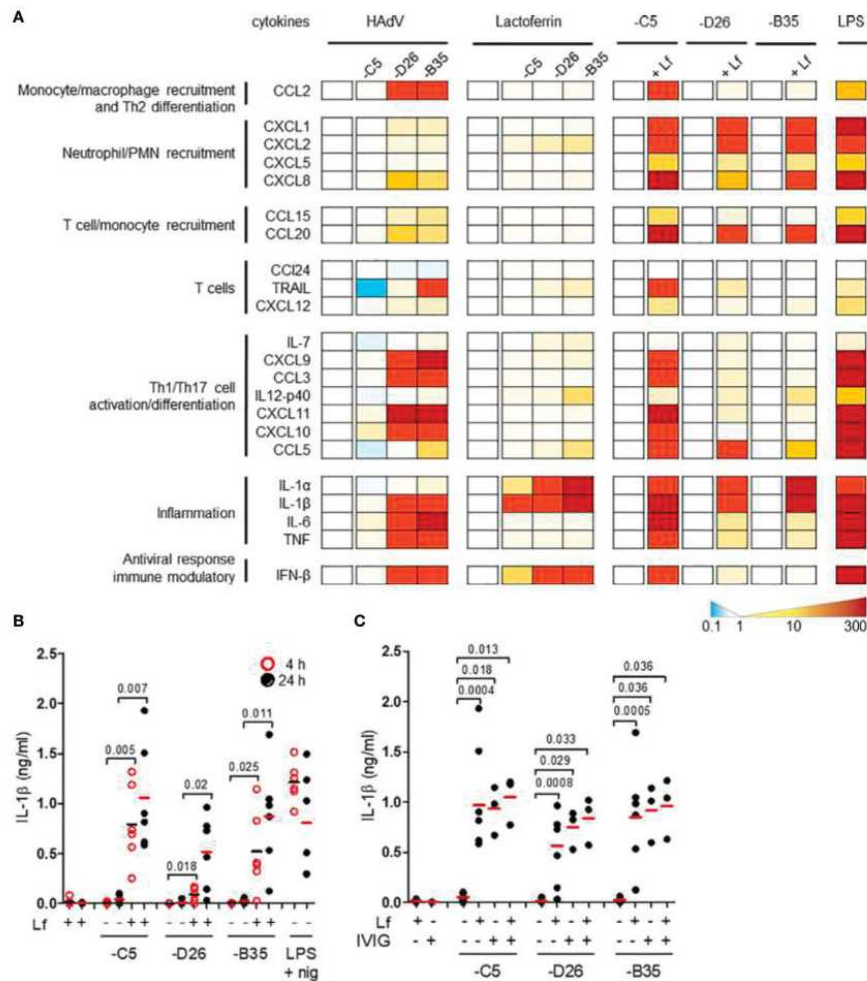 A
cytokines HAdV Lactoferrin -C5 -D26 -B35 LPS
-C5 -D26 -B35 -C5 -D26 -B35 + Lf + Lf + Lf
Monocyte/macrophage recruitment
and Th2 differentiation
CCL2
Neutrophil/PMN recruitment
CXCL1
CXCL2
CXCL5
CXCL8
T cell/monocyte recruitment
CCL15
CCL20
T cells
CCl24
TRAIL
CXCL12
Th1/Th17 cell
activation/differentiation
IL-7
CXCL9
CCL3
IL12-p40
CXCL11
CXCL10
CCL5
Inflammation
IL-1α
IL-1β
IL-6
TNF
Antiviral response
immune modulatory
IFN-β
0.1 1 10 300
B
IL-1β (ng/ml)
2.5
2.0
1.5
1.0
0.5
0.0
4 h
24 h
0.007
0.005
0.02
0.018
0.011
0.025
Lf + + - - + + - - + + - - + + - -
-C5 -D26 -B35 LPS
+ nig
C
IL-1β (ng/ml)
2.5
2.0
1.5
1.0
0.5
0.0
0.013
0.018
0.0004
0.033
0.029
0.0008
0.036
0.036
0.0005
Lf + - - + + + - + + + - + + +
IVIG - + - - + + - - + + - - + +
-C5 -D26 -B35